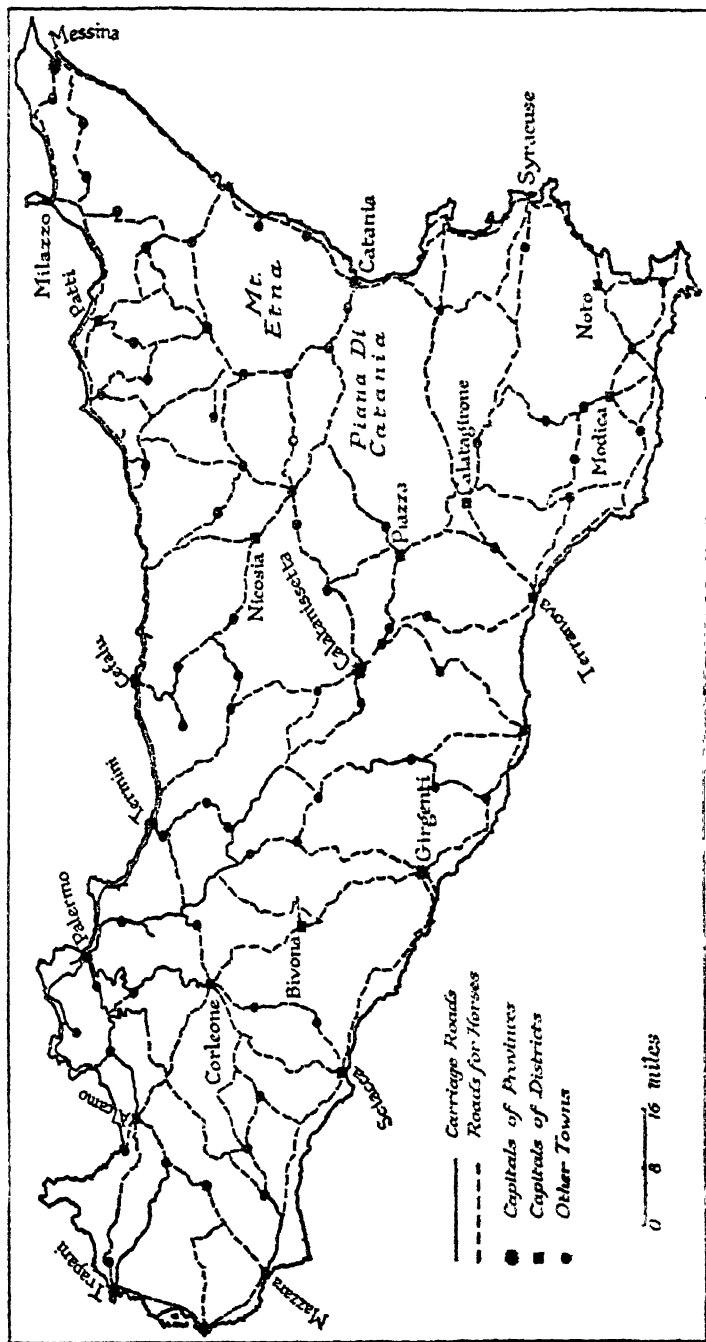 Messina
Milazzo
Patti
Mt.
Etna
Catania
Piana Di
Catania
Syracuse
Noto
Modica
Calatagirone
Piazza
Terranova
Nicosia
Calatanissetta
Cefalu
Termini
Palermo
Girgenti
Bivona
Corleone
Sciacca
Alcamo
Trapani
Mazzara
Carriage Roads
Roads for Horses
Capitals of Provinces
Capitals of Districts
Other Towns
0 8 16 miles